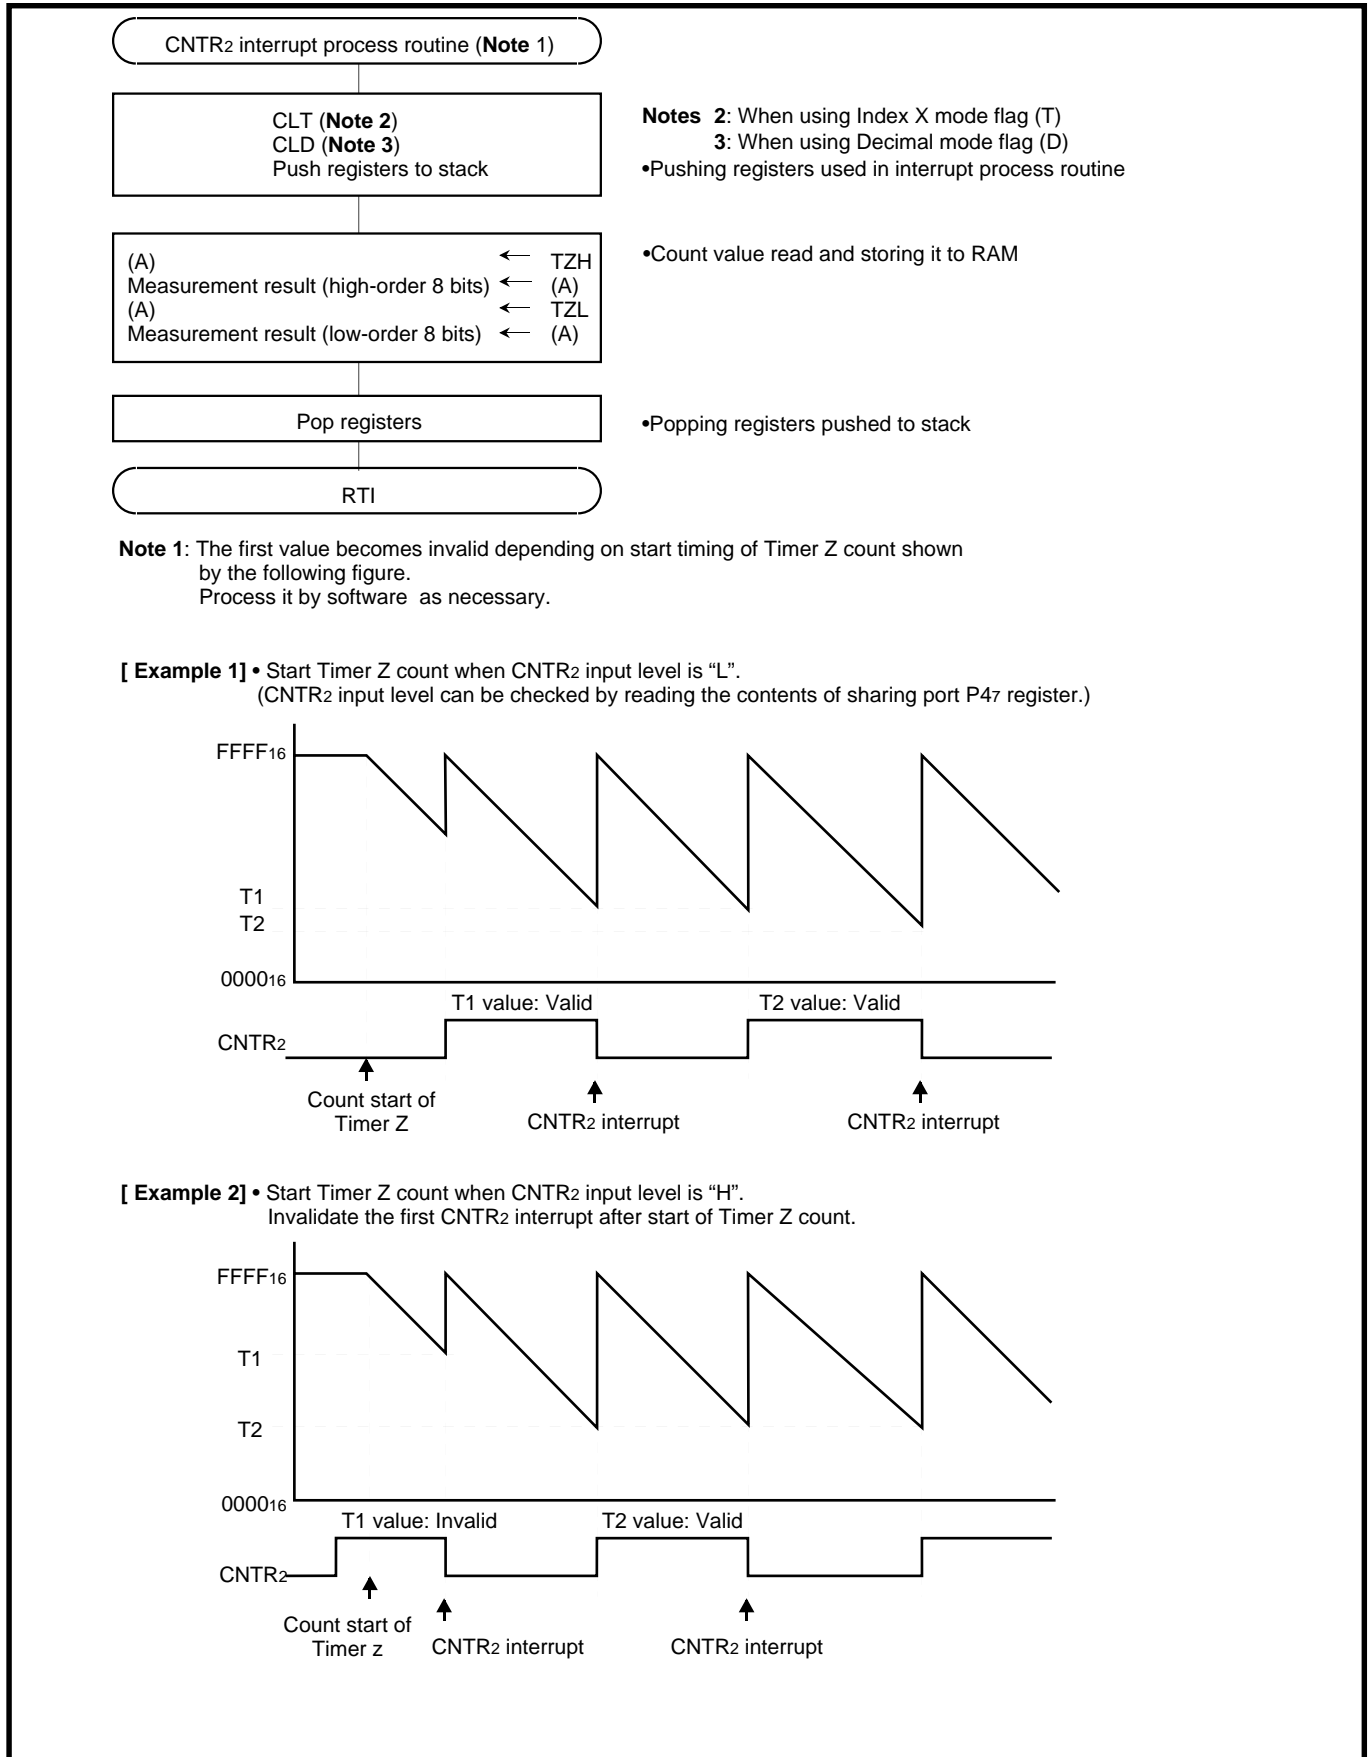 CNTR2 interrupt process routine (Note 1)
CLT (Note 2)
CLD (Note 3)
Push registers to stack
Notes 2: When using Index X mode flag (T)
3: When using Decimal mode flag (D)
•Pushing registers used in interrupt process routine
(A) ← TZH
Measurement result (high-order 8 bits) ← (A)
(A) ← TZL
Measurement result (low-order 8 bits) ← (A)
•Count value read and storing it to RAM
Pop registers
•Popping registers pushed to stack
RTI
Note 1: The first value becomes invalid depending on start timing of Timer Z count shown
by the following figure.
Process it by software as necessary.
[ Example 1] • Start Timer Z count when CNTR2 input level is “L”.
(CNTR2 input level can be checked by reading the contents of sharing port P47 register.)
FFFF16
T1
T2
000016
T1 value: Valid T2 value: Valid
CNTR2
Count start of
Timer Z
CNTR2 interrupt CNTR2 interrupt
[ Example 2] • Start Timer Z count when CNTR2 input level is “H”.
Invalidate the first CNTR2 interrupt after start of Timer Z count.
FFFF16
T1
T2
000016
T1 value: Invalid T2 value: Valid
CNTR2
Count start of
Timer z
CNTR2 interrupt CNTR2 interrupt